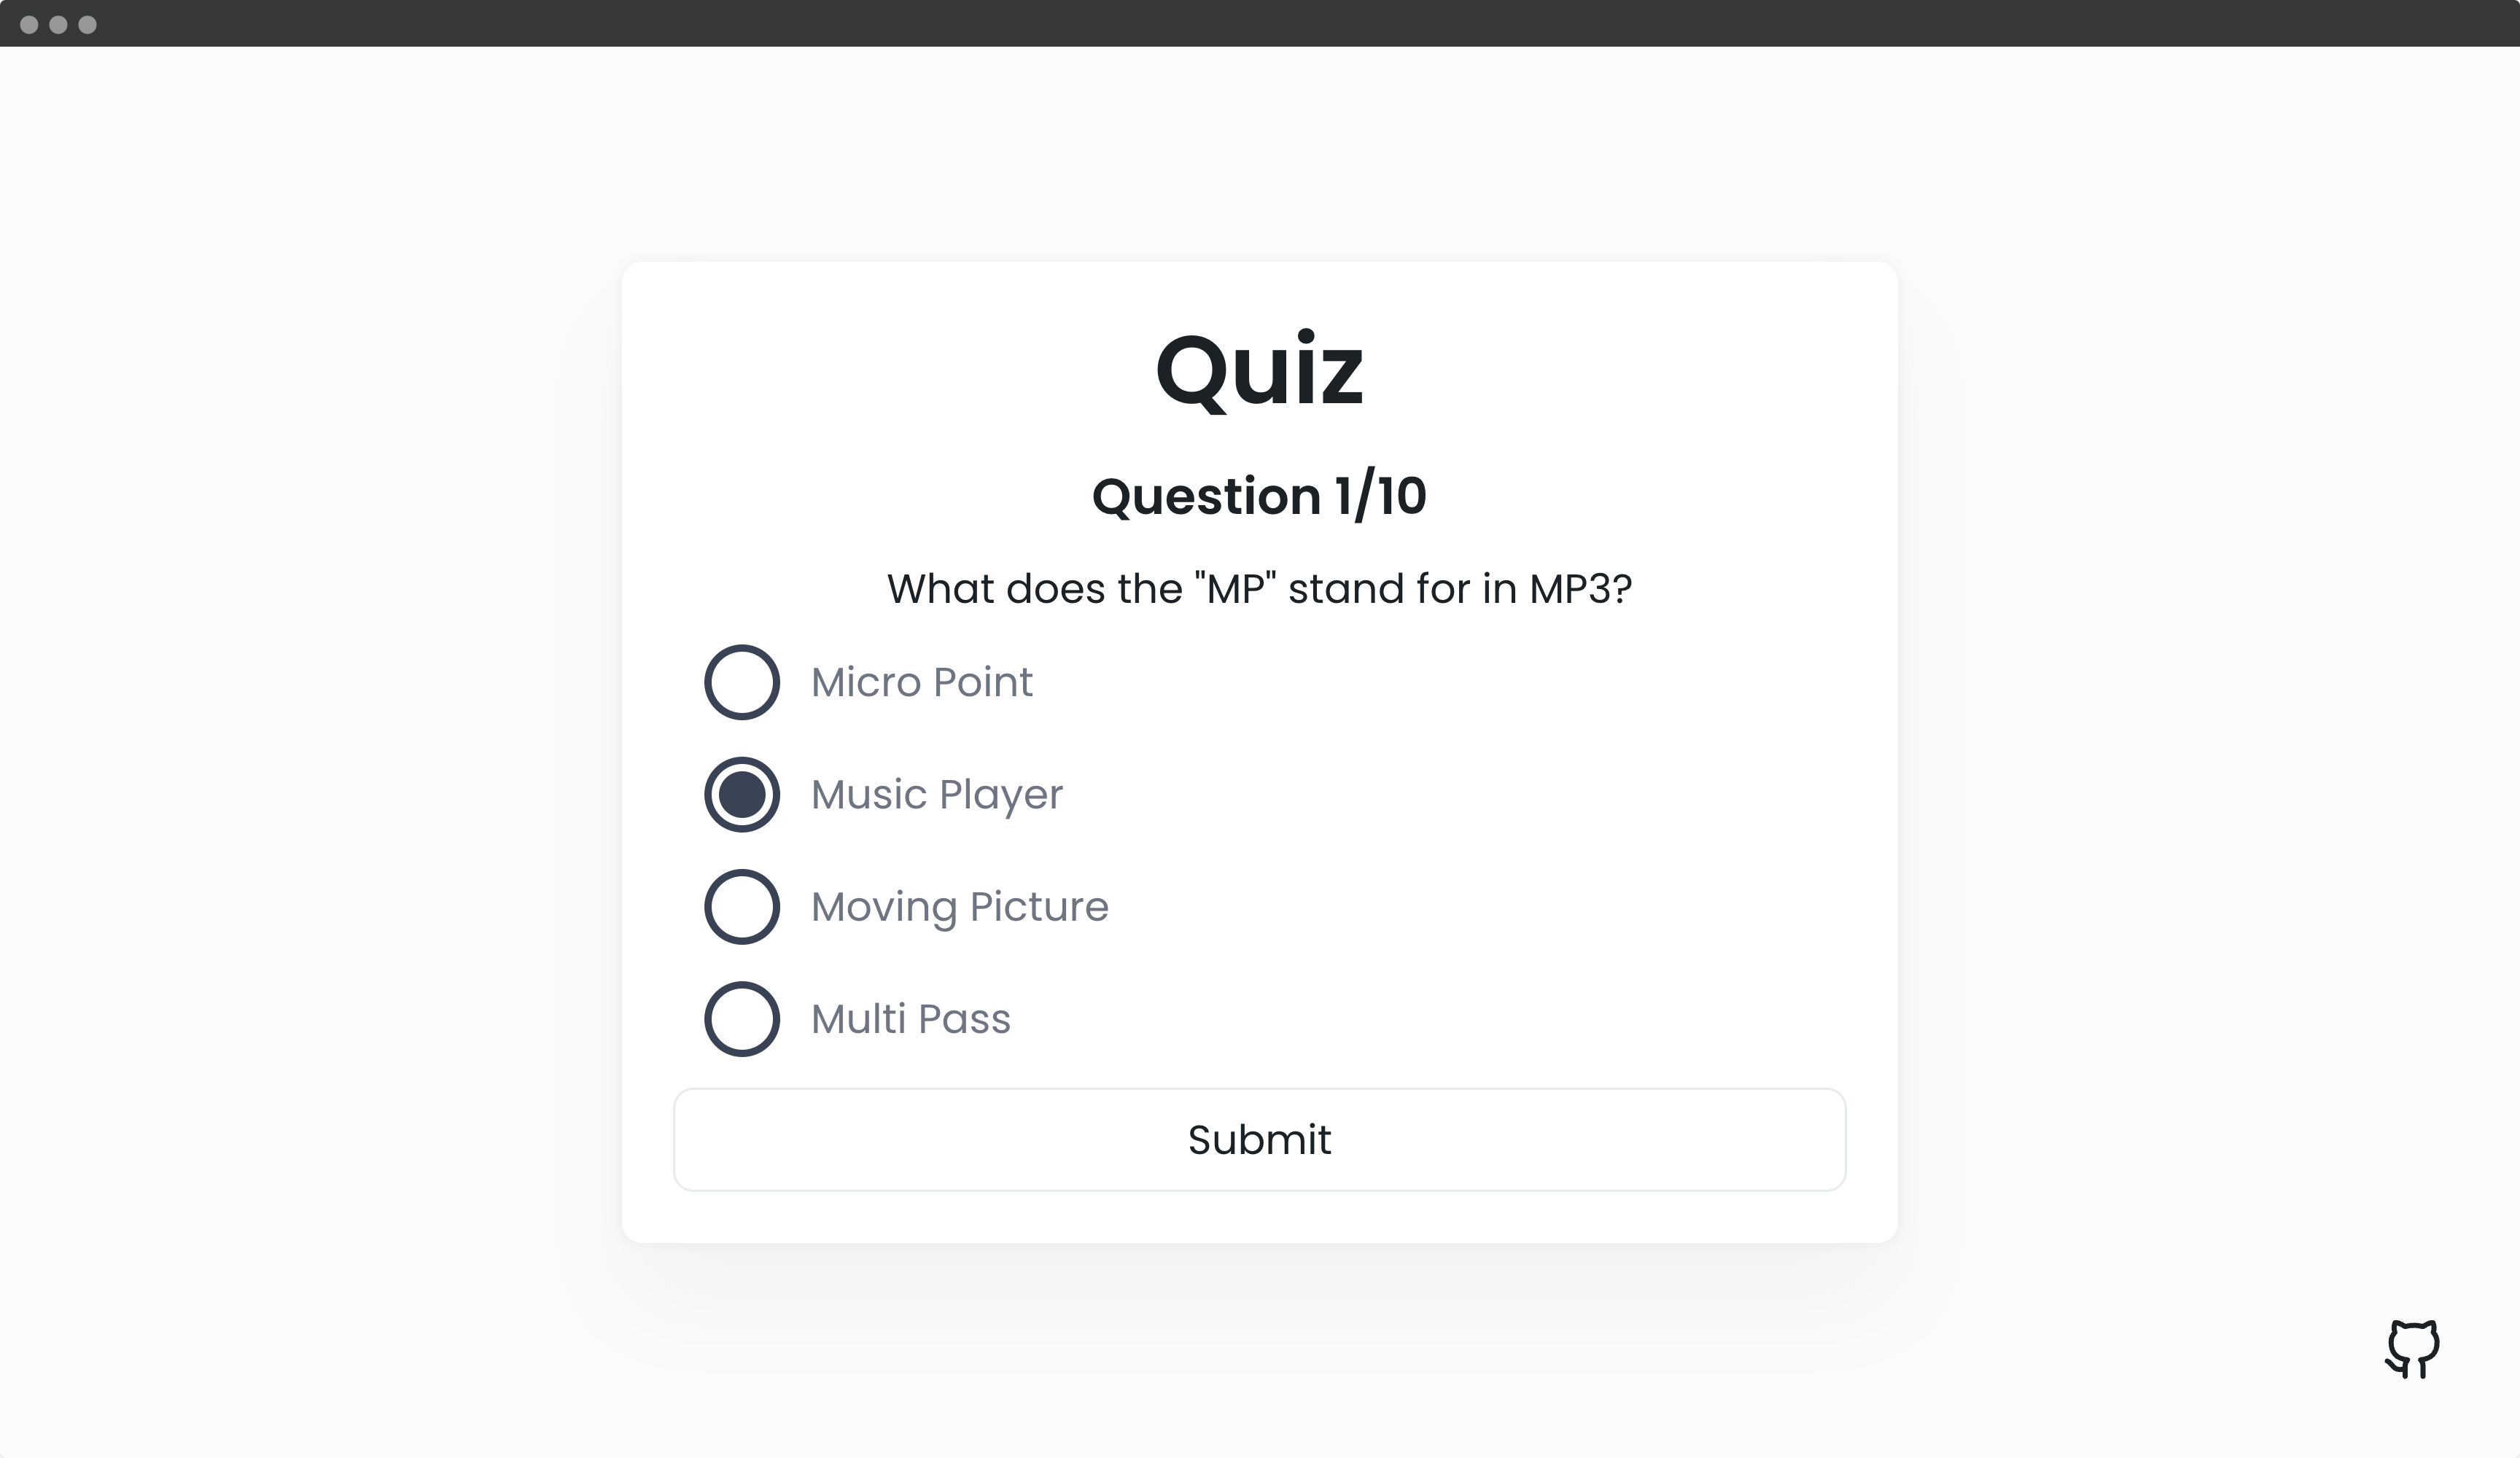 Quiz
Question 1/10
What does the "MP" stand for in MP3?
Micro Point
Music Player
Moving Picture
Multi Pass
Submit